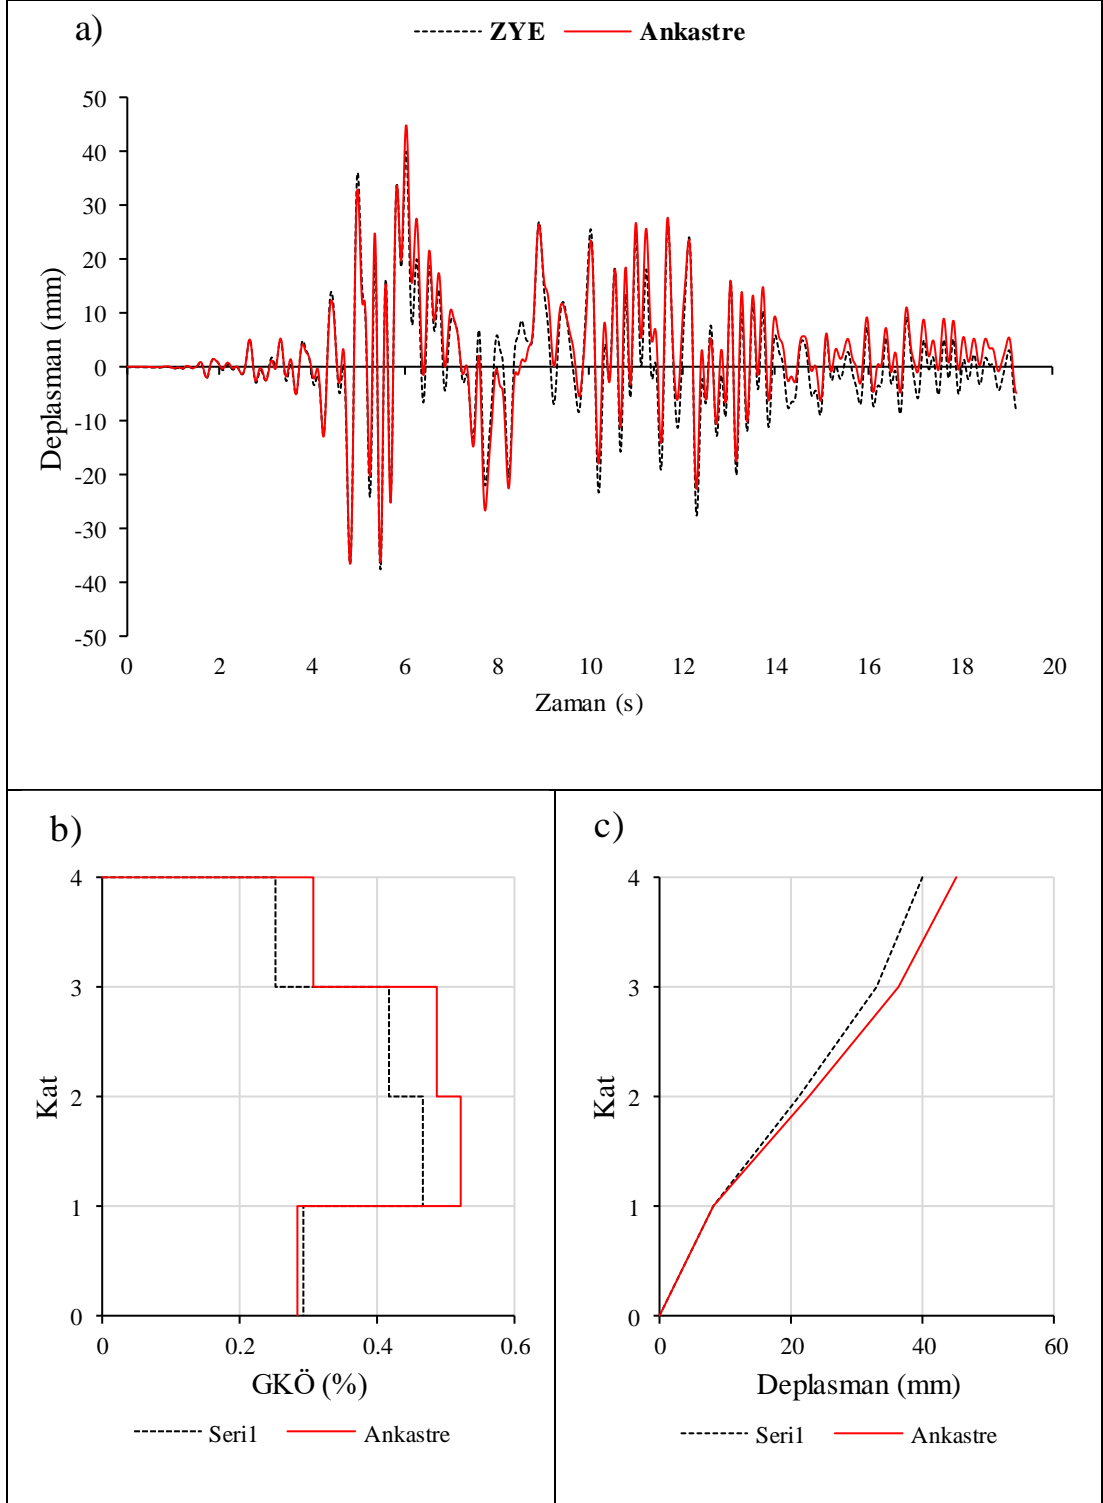 a)
ZYE Ankastre
50
40
30
20
10
0
-10
-20
-30
-40
-50
Deplasman (mm)
0 2 4 6 8 10 12 14 16 18 20
Zaman (s)
b)
4
3
2
1
0
Kat
0 0.2 0.4 0.6
GKÖ (%)
Seri1 Ankastre
c)
4
3
2
1
0
Kat
0 20 40 60
Deplasman (mm)
Seri1 Ankastre